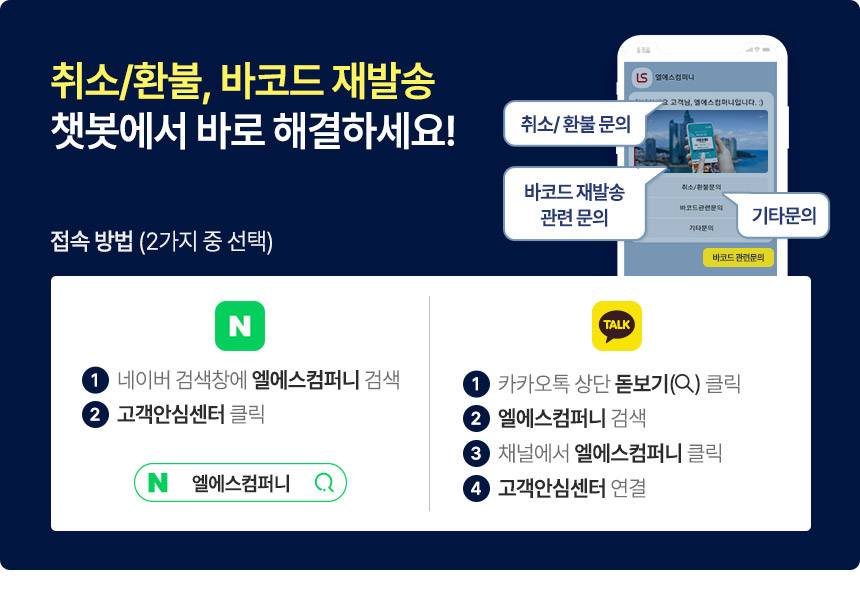 취소/환불, 바코드 재발송
챗봇에서 바로 해결하세요!
LS 엘에스컴퍼니
고객님, 엘에스컴퍼니입니다. :)
취소/ 환불 문의
바코드 재발송
관련 문의
기타문의
취소/환불문의
바코드관련문의
기타문의
바코드 관련문의
접속 방법 (2가지 중 선택)
N
1 네이버 검색창에 엘에스컴퍼니 검색
2 고객안심센터 클릭
N 엘에스컴퍼니
TALK
1 카카오톡 상단 돋보기( ) 클릭
2 엘에스컴퍼니 검색
3 채널에서 엘에스컴퍼니 클릭
4 고객안심센터 연결